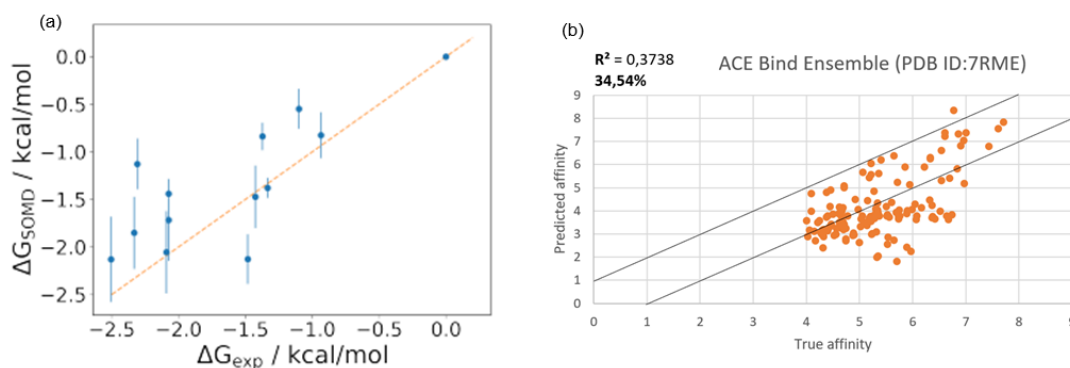 (a)
0.0
−0.5
−1.0
−1.5
−2.0
−2.5
ΔG_SOMD / kcal/mol
−2.5 −2.0 −1.5 −1.0 −0.5 0.0
ΔG_exp / kcal/mol
(b)
R² = 0,3738
34,54%
ACE Bind Ensemble (PDB ID:7RME)
9
8
7
6
5
4
3
2
1
0
Predicted affinity
0 1 2 3 4 5 6 7 8 9
True affinity